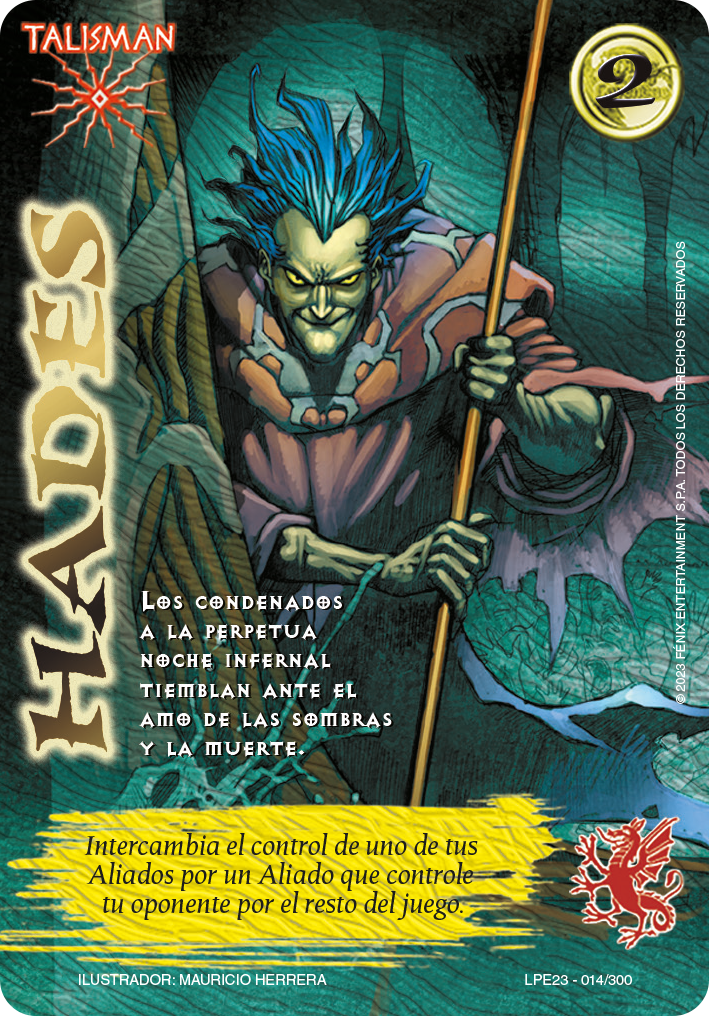 TALISMAN
2
HADES
Los condenados
a la perpetua
noche infernal
tiemblan ante el
amo de las sombras
y la muerte.
© 2023 FENIX ENTERTAINMENT S.P.A. TODOS LOS DERECHOS RESERVADOS
Intercambia el control de uno de tus
Aliados por un Aliado que controle
tu oponente por el resto del juego.
ILUSTRADOR: MAURICIO HERRERA
LPE23 - 014/300